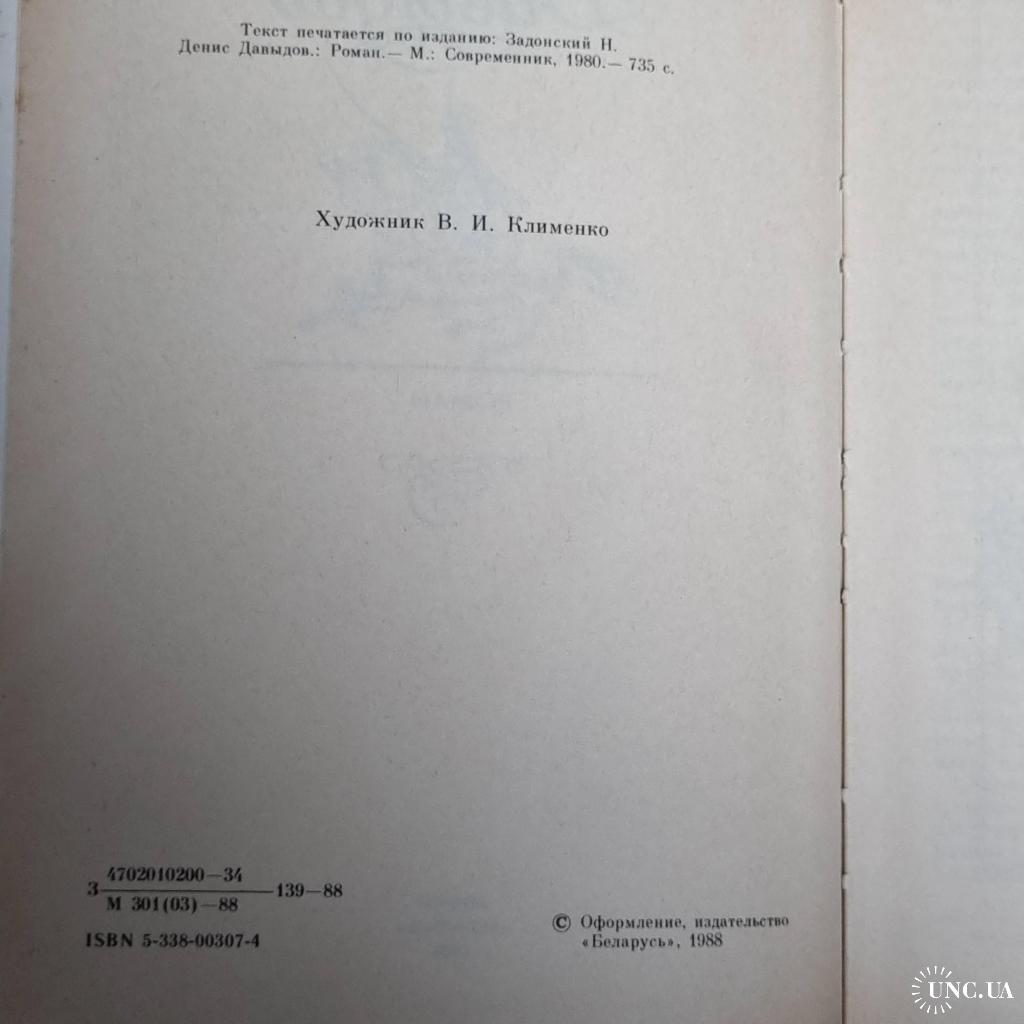 Текст печатается по изданию: Задонский Н.
Денис Давыдов.: Роман.— М.: Современник, 1980.— 735 с.
Художник В. И. Клименко
4702010200—34
З 139—88
М 301(03)—88
ISBN 5-338-00307-4
© Оформление, издательство
«Беларусь», 1988
UNC.UA